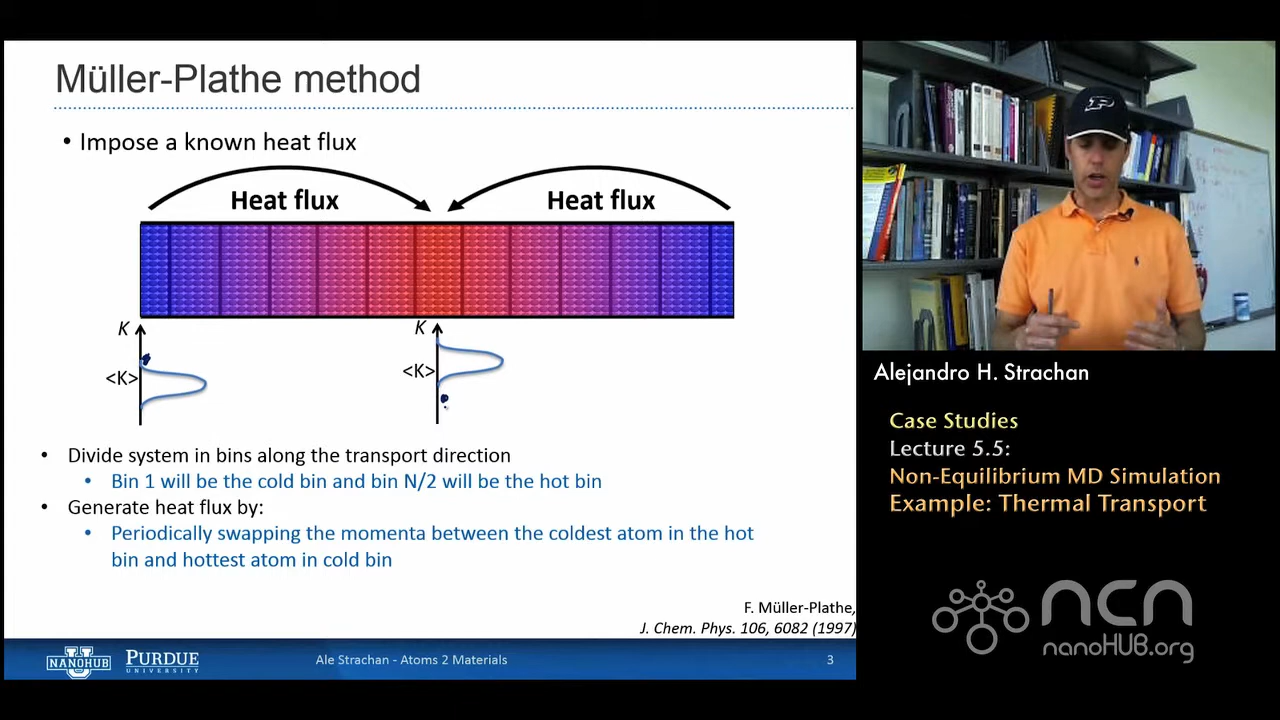 Müller-Plathe method
• Impose a known heat flux
Heat flux
Heat flux
K
<K>
K
<K>
• Divide system in bins along the transport direction
• Bin 1 will be the cold bin and bin N/2 will be the hot bin
• Generate heat flux by:
• Periodically swapping the momenta between the coldest atom in the hot
bin and hottest atom in cold bin
F. Müller-Plathe,
J. Chem. Phys. 106, 6082 (1997)
NANOHUB
U
PURDUE
UNIVERSITY
Ale Strachan - Atoms 2 Materials
3
P
Alejandro H. Strachan
Case Studies
Lecture 5.5:
Non-Equilibrium MD Simulation
Example: Thermal Transport
ncn
nanoHUB.org